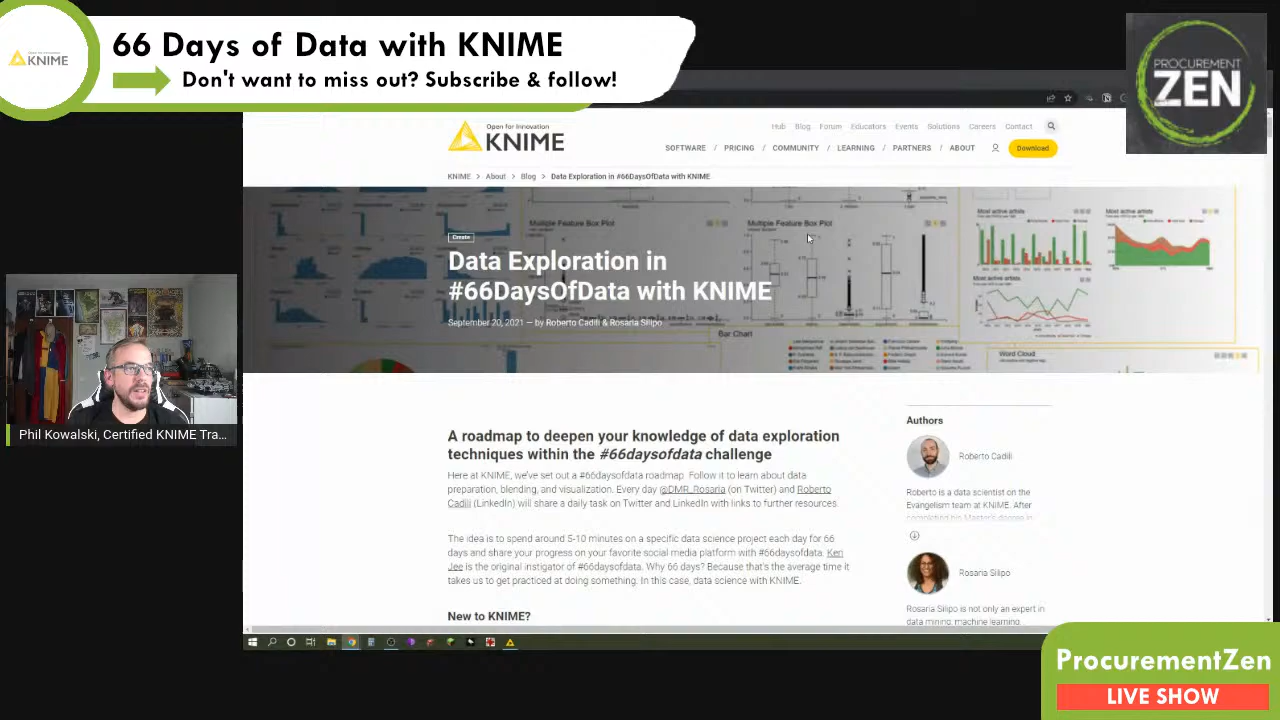 KNIME
66 Days of Data with KNIME
Don't want to miss out? Subscribe & follow!
PROCUREMENT
ZEN
Open for Innovation
KNIME
Hub Blog Forum Educators Events Solutions Careers Contact
SOFTWARE / PRICING / COMMUNITY / LEARNING / PARTNERS / ABOUT
Download
KNIME > About > Blog > Data Exploration in #66DaysOfData with KNIME
Multiple Feature Box Plot
Multiple Feature Box Plot
Most active artists
Most active artists
Create
Data Exploration in
#66DaysOfData with KNIME
Most active artists
September 20, 2021 — by Roberto Cadili & Rosaria Silipo
Bar Chart
Word Cloud
A roadmap to deepen your knowledge of data exploration
techniques within the #66daysofdata challenge
Here at KNIME, we've set out a #66daysofdata roadmap. Follow it to learn about data
preparation, blending, and visualization. Every day @DMR_Rosaria (on Twitter) and Roberto
Cadili (LinkedIn) will share a daily task on Twitter and LinkedIn with links to further resources.
The idea is to spend around 5-10 minutes on a specific data science project each day for 66
days and share your progress on your favorite social media platform with #66daysofdata. Ken
Jee is the original instigator of #66daysofdata. Why 66 days? Because that's the average time it
takes us to get practiced at doing something. In this case, data science with KNIME.
New to KNIME?
Authors
Roberto Cadili
Roberto is a data scientist on the
Evangelism team at KNIME. After
completing his Master's degree in
Rosaria Silipo
Rosaria Silipo is not only an expert in
data mining, machine learning,
Phil Kowalski, Certified KNIME Tra...
ProcurementZen
LIVE SHOW